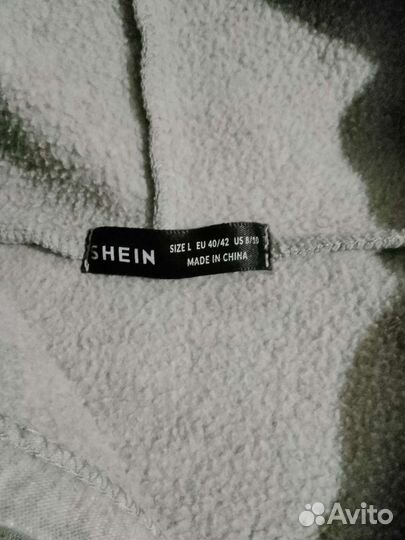 SHEIN
SIZE L EU 40/42 US 8/10
MADE IN CHINA
Avito